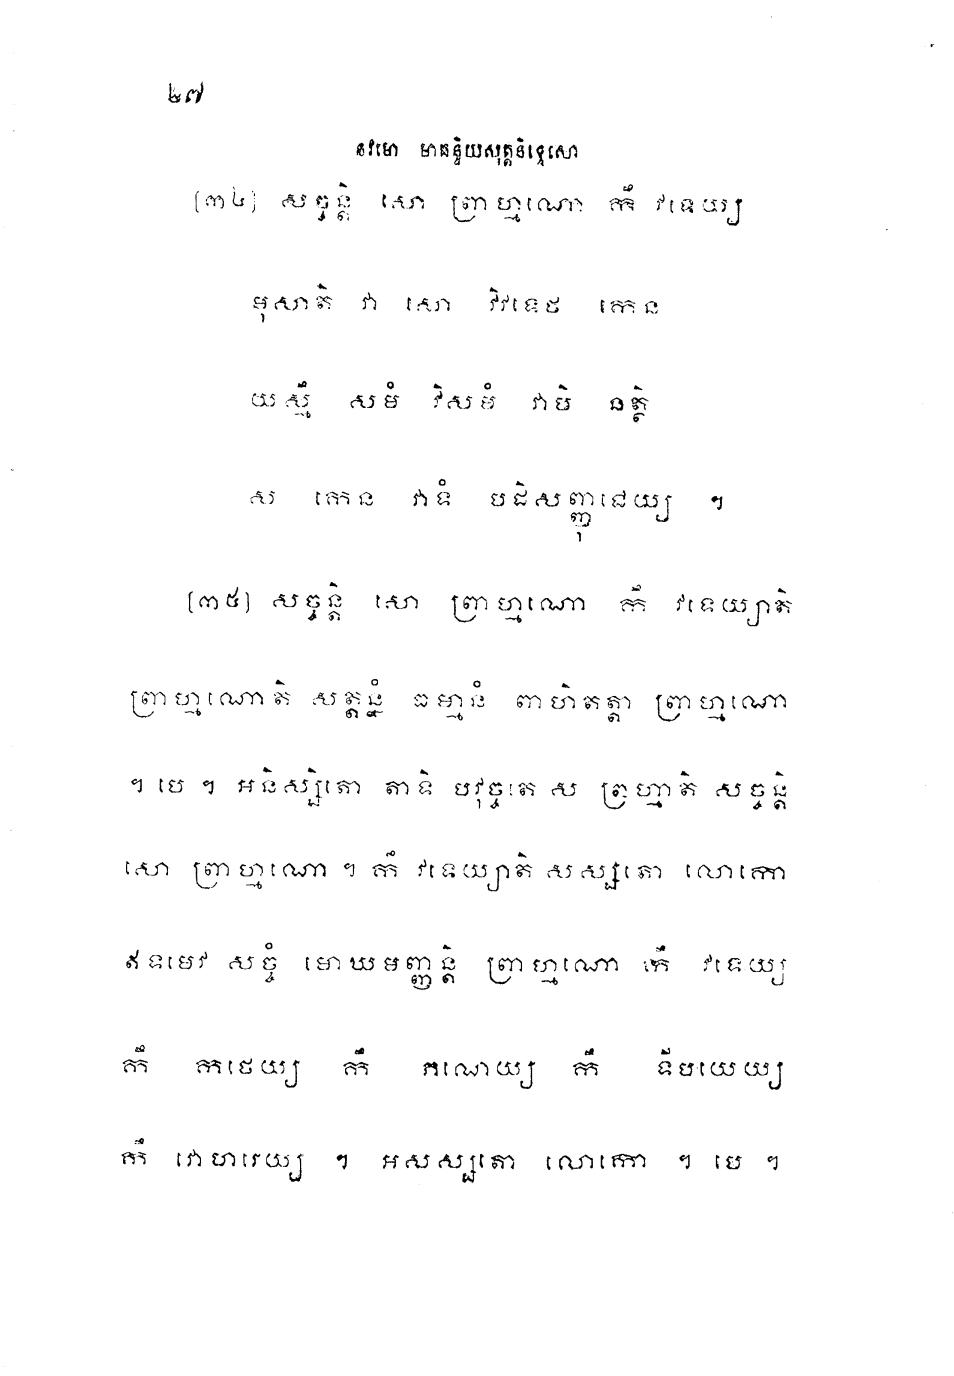 ២៧
នវមោ មាគន្ទិយសុត្តនិទ្ទេសោ
[៣៤] សច្ចន្តិ សោ ព្រាហ្មណោ កឹ វទេយ្យ
មុសាតិ វា សោ វិវទេថ កេន
យស្មឹ សមំ វិសមំ វាបិ នត្ថិ
ស កេន វាទំ បដិសញ្ញុជេយ្យ ។
[៣៥] សច្ចន្តិ សោ ព្រាហ្មណោ កឹ វទេយ្យាតិ
ព្រាហ្មណោតិ សត្តន្នំ ធម្មានំ ពាហិតត្តា ព្រាហ្មណោ
។ បេ ។ អនិស្សិតោ តាទិ បវុច្ចតេ ស ព្រហ្មាតិ សច្ចន្តិ
សោ ព្រាហ្មណោ ។ កឹ វទេយ្យាតិ សស្សតោ លោកោ
ឥទមេវ សច្ចំ មោឃមញ្ញន្តិ ព្រាហ្មណោ កឹ វទេយ្យ
កឹ កថេយ្យ កឹ ភណេយ្យ កឹ ទីបយេយ្យ
កឹ វោហរេយ្យ ។ អសស្សតោ លោកោ ។ បេ ។